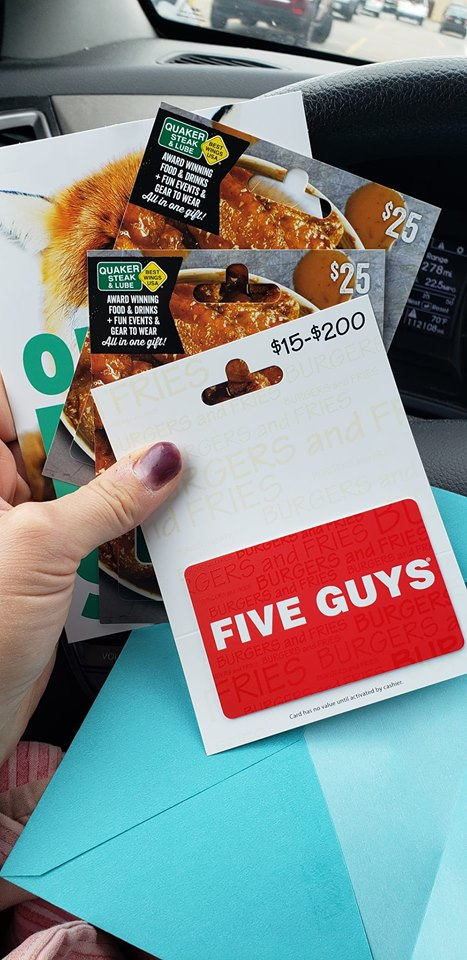 QUAKER
STEAK
& LUBE
BEST
WINGS
USA
AWARD WINNING
FOOD & DRINKS
+ FUN EVENTS &
GEAR TO WEAR
All in one gift!
$25
QUAKER
STEAK
& LUBE
BEST
WINGS
USA
AWARD WINNING
FOOD & DRINKS
+ FUN EVENTS &
GEAR TO WEAR
All in one gift!
$25
$15-$200
FRIES
BURGERS and FRIES
BURGERS and FRIES
FIVE GUYS®
BURGERS and FRIES
Card has no value until activated by cashier.
Range
278mi
22.5
70°F
112108mi
VOL